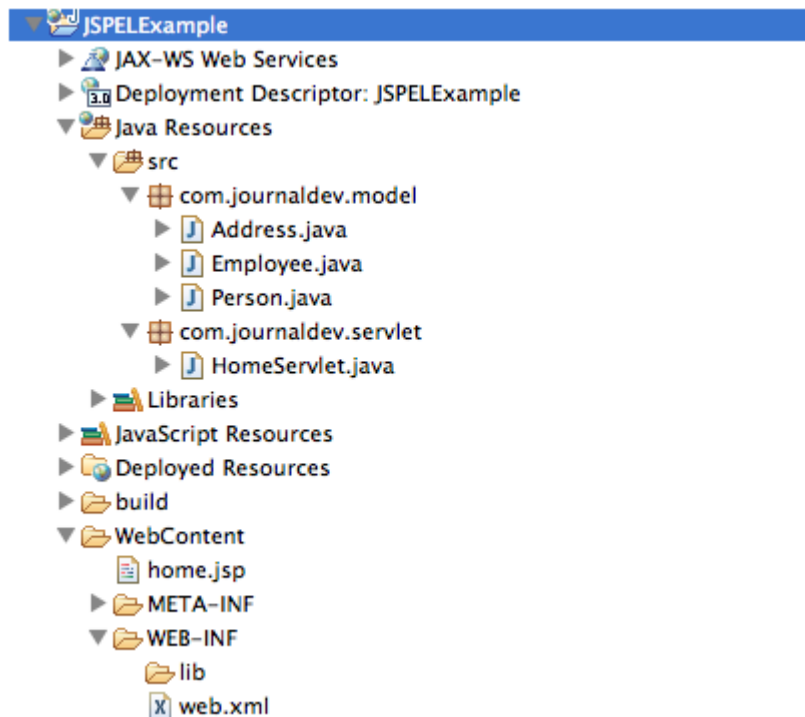 JSPELExample
JAX-WS Web Services
3.0 Deployment Descriptor: JSPELExample
Java Resources
src
com.journaldev.model
J Address.java
J Employee.java
J Person.java
com.journaldev.servlet
J HomeServlet.java
Libraries
JavaScript Resources
Deployed Resources
build
WebContent
home.jsp
META-INF
WEB-INF
lib
X web.xml